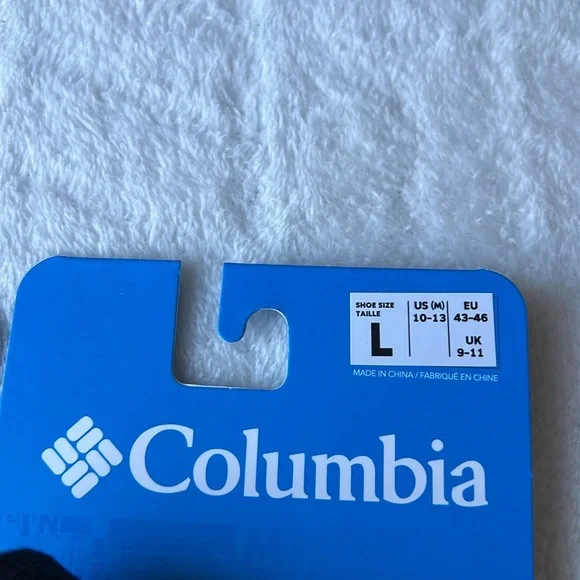 SHOE SIZE
TAILLE
L
US (M)
10-13
EU
43-46
UK
9-11
MADE IN CHINA / FABRIQUÉ EN CHINE
Columbia